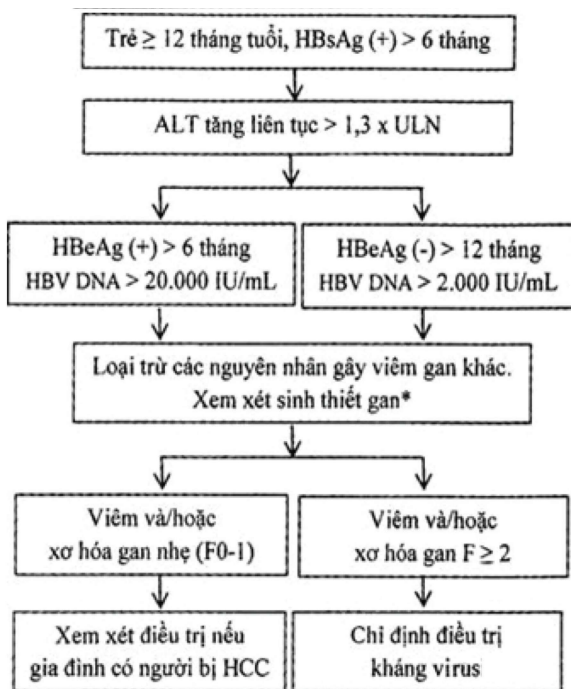 Trẻ ≥ 12 tháng tuổi, HBsAg (+) > 6 tháng
ALT tăng liên tục > 1,3 x ULN
HBeAg (+) > 6 tháng
HBV DNA > 20.000 IU/mL
HBeAg (-) > 12 tháng
HBV DNA > 2.000 IU/mL
Loại trừ các nguyên nhân gây viêm gan khác.
Xem xét sinh thiết gan*
Viêm và/hoặc
xơ hóa gan nhẹ (F0-1)
Viêm và/hoặc
xơ hóa gan F ≥ 2
Xem xét điều trị nếu
gia đình có người bị HCC
Chỉ định điều trị
kháng virus